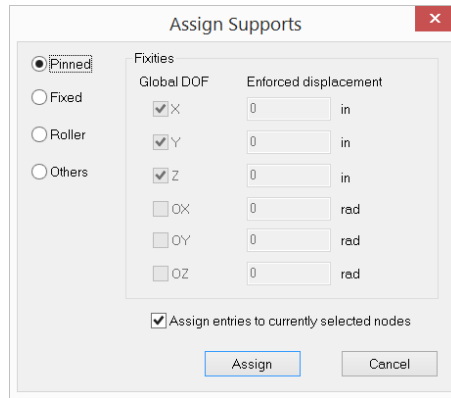 Assign Supports
x
Pinned
Fixed
Roller
Others
Fixities
Global DOF Enforced displacement
X 0 in
Y 0 in
Z 0 in
OX 0 rad
OY 0 rad
OZ 0 rad
Assign entries to currently selected nodes
Assign Cancel